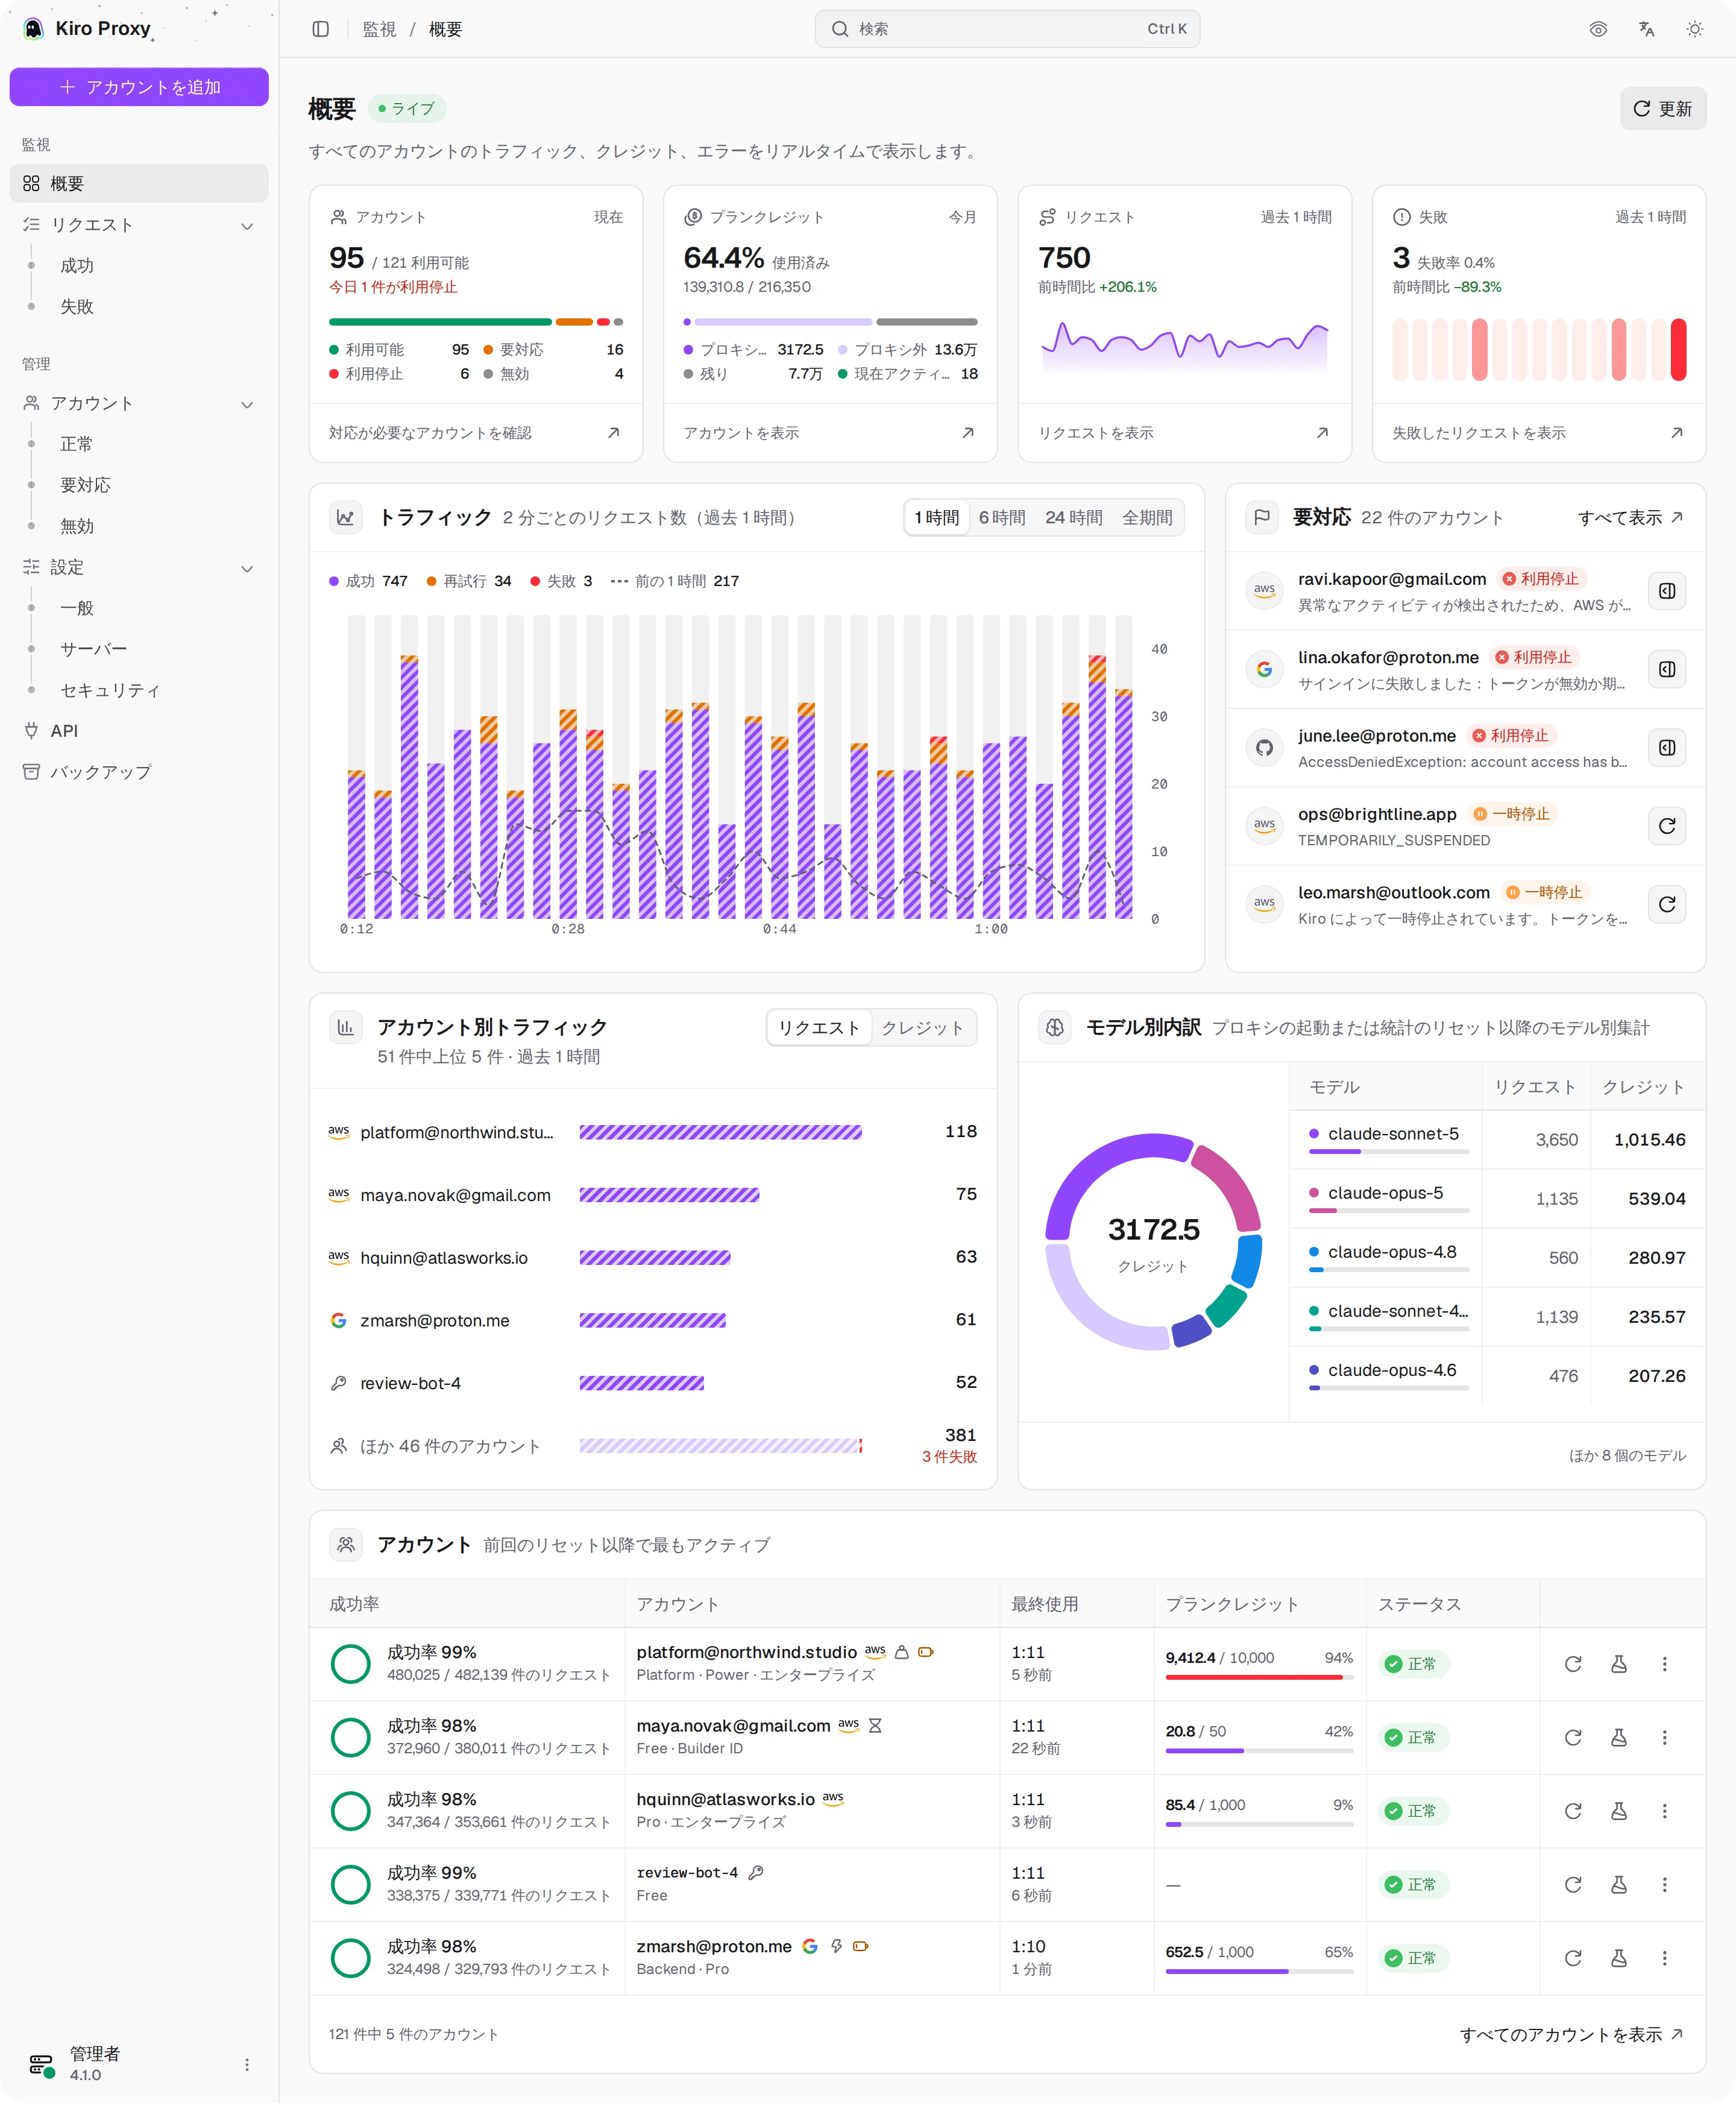 Kiro Proxy
アカウントを追加
監視
概要
リクエスト
成功
失敗
管理
アカウント
正常
要対応
無効
設定
一般
サーバー
セキュリティ
API
バックアップ
管理者
4.1.0
監視 / 概要
検索 Ctrl K
概要 ライブ
更新
すべてのアカウントのトラフィック、クレジット、エラーをリアルタイムで表示します。
アカウント 現在
95 / 121 利用可能
今日 1 件が利用停止
利用可能 95 要対応 16
利用停止 6 無効 4
対応が必要なアカウントを確認
プランクレジット 今月
64.4% 使用済み
139,310.8 / 216,350
プロキシ... 3172.5 プロキシ外 13.6万
残り 7.7万 現在アクティ... 18
アカウントを表示
リクエスト 過去 1 時間
750
前時間比 +206.1%
リクエストを表示
失敗 過去 1 時間
3 失敗率 0.4%
前時間比 −89.3%
失敗したリクエストを表示
トラフィック 2 分ごとのリクエスト数（過去 1 時間）
1 時間 6 時間 24 時間 全期間
成功 747 再試行 34 失敗 3 前の 1 時間 217
40
30
20
10
0
0:12 0:28 0:44 1:00
要対応 22 件のアカウント すべて表示
aws ravi.kapoor@gmail.com 利用停止
異常なアクティビティが検出されたため、AWS が...
lina.okafor@proton.me 利用停止
サインインに失敗しました：トークンが無効か期...
june.lee@proton.me 利用停止
AccessDeniedException: account access has b...
aws ops@brightline.app 一時停止
TEMPORARILY_SUSPENDED
aws leo.marsh@outlook.com 一時停止
Kiro によって一時停止されています。トークンを...
アカウント別トラフィック
51 件中上位 5 件 · 過去 1 時間
リクエスト クレジット
aws platform@northwind.stu... 118
aws maya.novak@gmail.com 75
aws hquinn@atlasworks.io 63
zmarsh@proton.me 61
review-bot-4 52
ほか 46 件のアカウント 381
3 件失敗
モデル別内訳 プロキシの起動または統計のリセット以降のモデル別集計
3172.5
クレジット
モデル リクエスト クレジット
claude-sonnet-5 3,650 1,015.46
claude-opus-5 1,135 539.04
claude-opus-4.8 560 280.97
claude-sonnet-4... 1,139 235.57
claude-opus-4.6 476 207.26
ほか 8 個のモデル
アカウント 前回のリセット以降で最もアクティブ
成功率 アカウント 最終使用 プランクレジット ステータス
成功率 99%
480,025 / 482,139 件のリクエスト
platform@northwind.studio aws
Platform · Power · エンタープライズ
1:11
5 秒前
9,412.4 / 10,000 94%
正常
成功率 98%
372,960 / 380,011 件のリクエスト
maya.novak@gmail.com aws
Free · Builder ID
1:11
22 秒前
20.8 / 50 42%
正常
成功率 98%
347,364 / 353,661 件のリクエスト
hquinn@atlasworks.io aws
Pro · エンタープライズ
1:11
3 秒前
85.4 / 1,000 9%
正常
成功率 99%
338,375 / 339,771 件のリクエスト
review-bot-4
Free
1:11
6 秒前
—
正常
成功率 98%
324,498 / 329,793 件のリクエスト
zmarsh@proton.me
Backend · Pro
1:10
1 分前
652.5 / 1,000 65%
正常
121 件中 5 件のアカウント
すべてのアカウントを表示